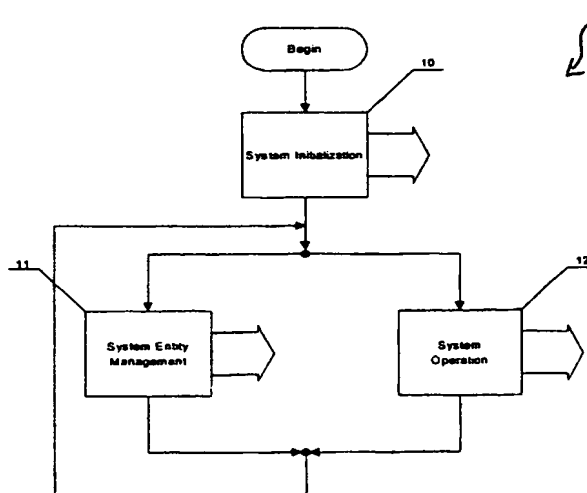 Begin
10
System Initialization
11
12
System Entity
Management
System
Operation